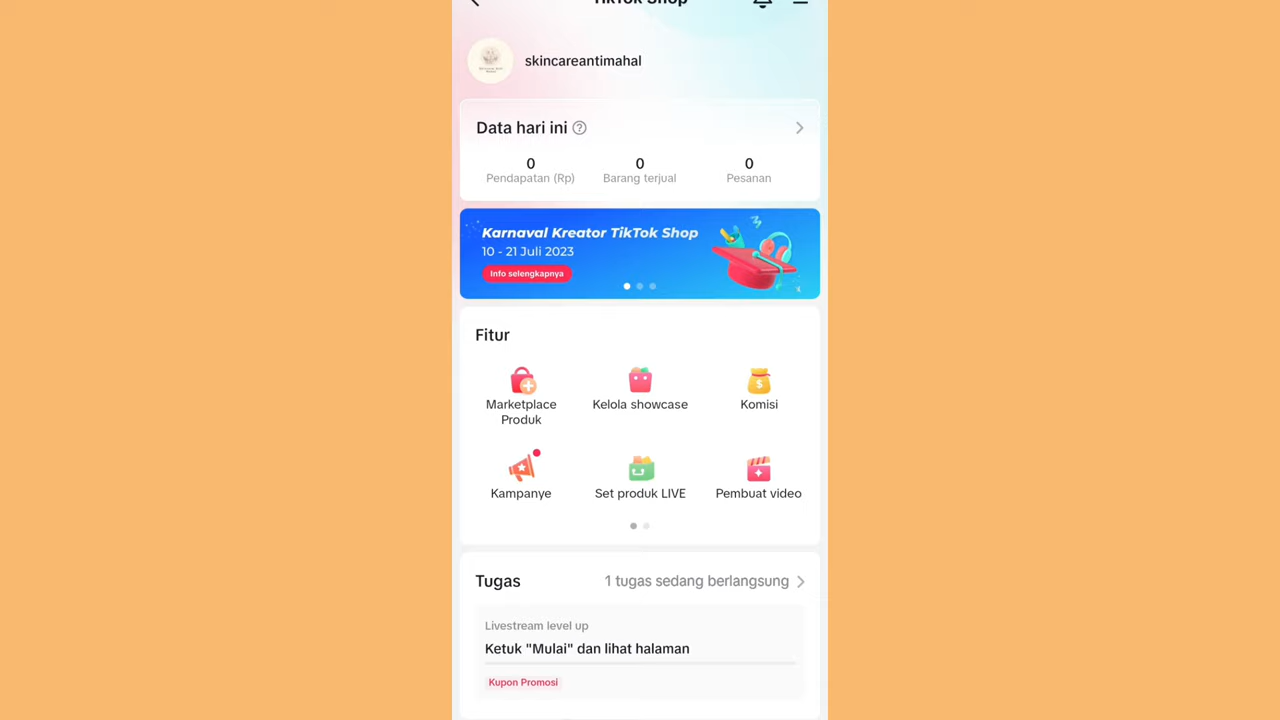 TikTok Shop
skincareantimahal
Data hari ini
0 0 0
Pendapatan (Rp) Barang terjual Pesanan
Karnaval Kreator TikTok Shop
10 - 21 Juli 2023
Info selengkapnya
Fitur
Marketplace Produk
Kelola showcase
Komisi
Kampanye
Set produk LIVE
Pembuat video
Tugas
1 tugas sedang berlangsung
Livestream level up
Ketuk "Mulai" dan lihat halaman
Kupon Promosi